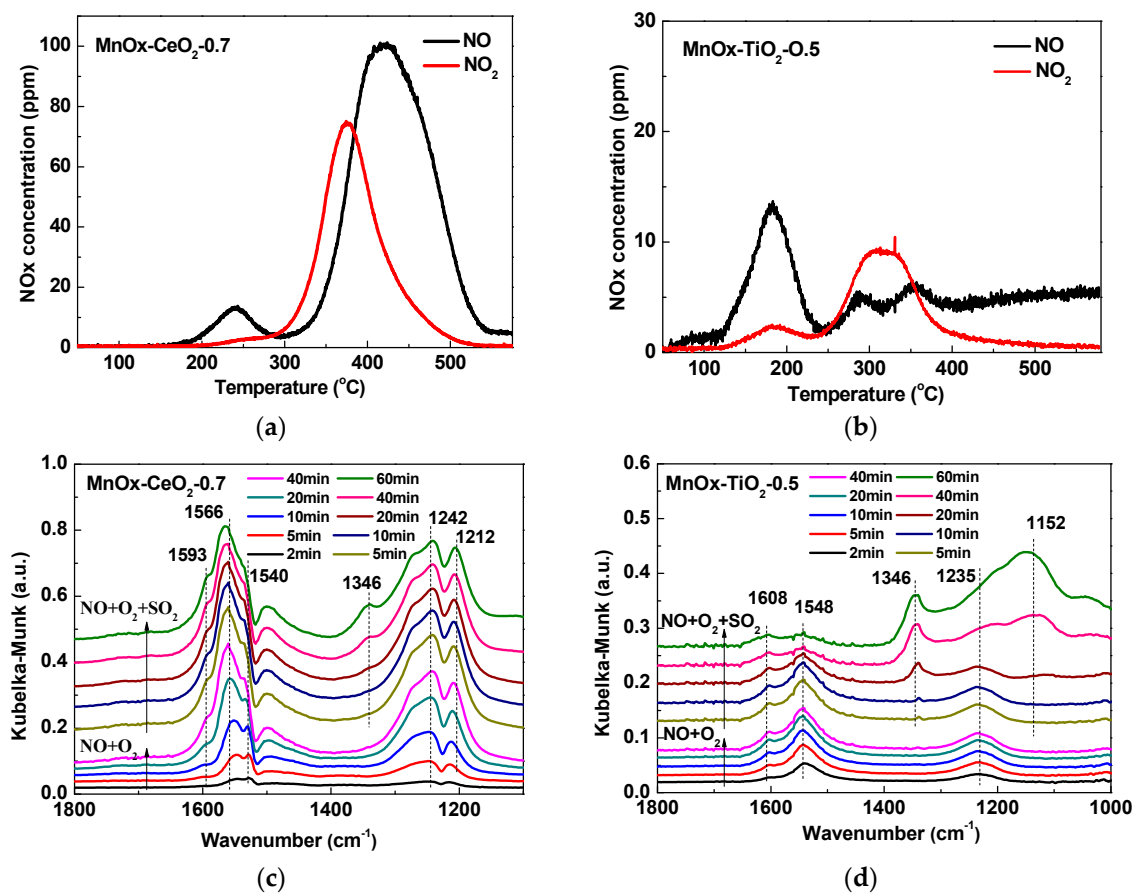 MnOx-CeO2-0.7
NO
NO2
100
80
60
40
20
0
NOx concentration (ppm)
100 200 300 400 500
Temperature (oC)
(a)
MnOx-TiO2-O.5
NO
NO2
30
20
10
0
NOx concentration (ppm)
100 200 300 400 500
Temperature (oC)
(b)
MnOx-CeO2-0.7
40min 60min
20min 40min
10min 20min
5min 10min
2min 5min
1566
1593
1540
1346
1242
1212
NO+O2+SO2
NO+O2
1.0
0.8
0.6
0.4
0.2
0.0
Kubelka-Munk (a.u.)
1800 1600 1400 1200
Wavenumber (cm-1)
(c)
MnOx-TiO2-0.5
40min 60min
20min 40min
10min 20min
5min 10min
2min 5min
1152
1346
1235
1608
1548
NO+O2+SO2
NO+O2
0.6
0.5
0.4
0.3
0.2
0.1
0.0
Kubelka-Munk (a.u.)
1800 1600 1400 1200 1000
Wavenumber (cm-1)
(d)